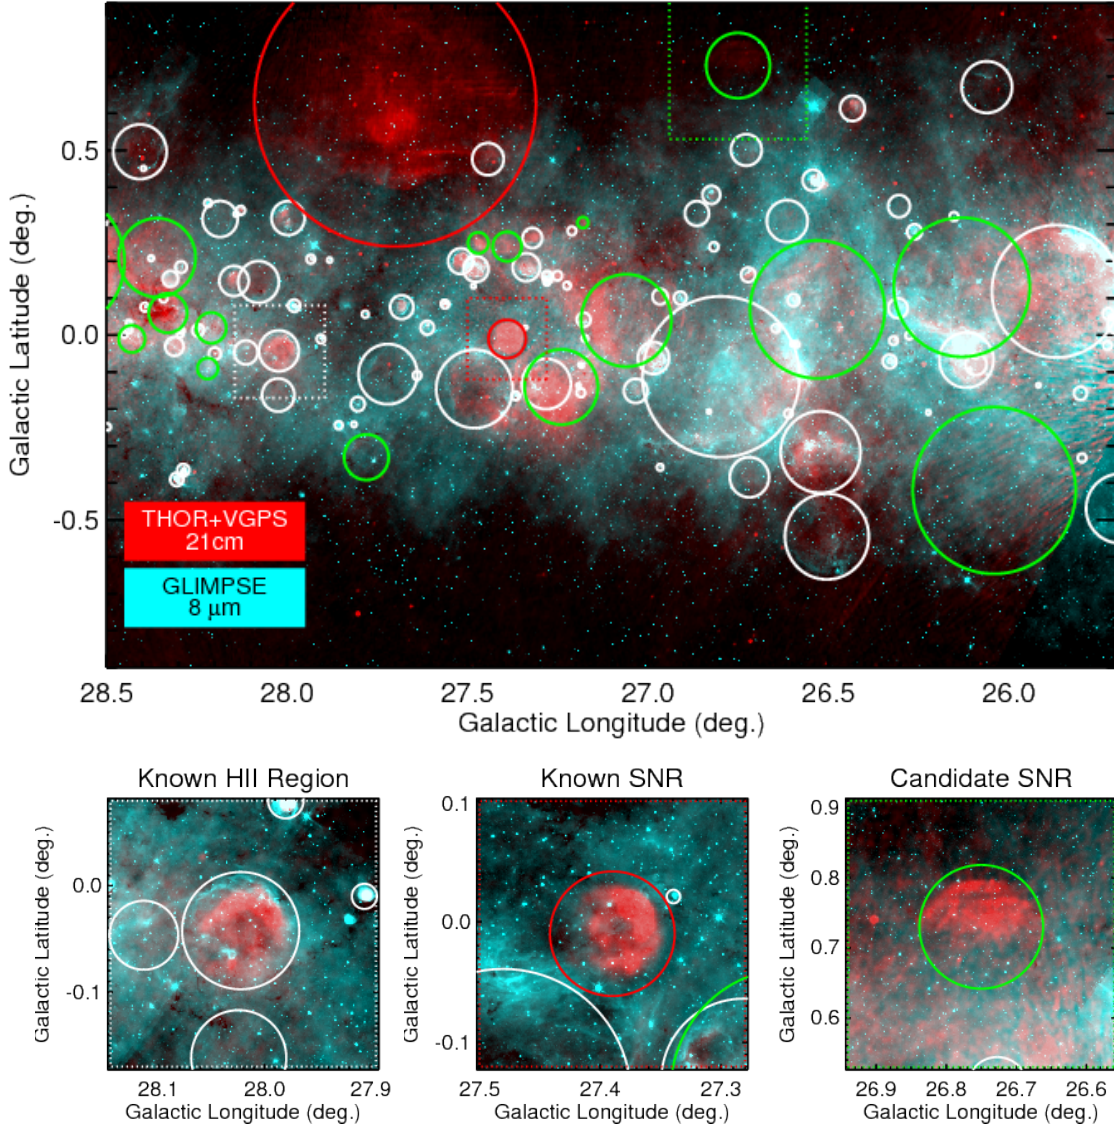 Galactic Latitude (deg.)
0.5
0.0
-0.5
THOR+VGPS
21cm
GLIMPSE
8 μm
28.5 28.0 27.5 27.0 26.5 26.0
Galactic Longitude (deg.)
Known HII Region
Galactic Latitude (deg.)
0.0
-0.1
28.1 28.0 27.9
Galactic Longitude (deg.)
Known SNR
Galactic Latitude (deg.)
0.1
0.0
-0.1
27.5 27.4 27.3
Galactic Longitude (deg.)
Candidate SNR
Galactic Latitude (deg.)
0.9
0.8
0.7
0.6
26.9 26.8 26.7 26.6
Galactic Longitude (deg.)